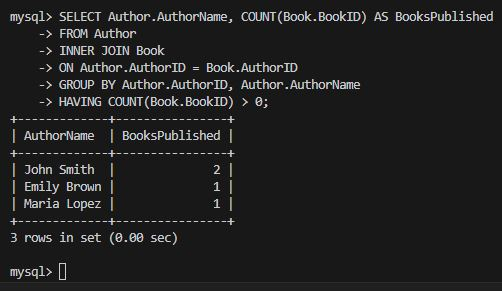 mysql> SELECT Author.AuthorName, COUNT(Book.BookID) AS BooksPublished
    -> FROM Author
    -> INNER JOIN Book
    -> ON Author.AuthorID = Book.AuthorID
    -> GROUP BY Author.AuthorID, Author.AuthorName
    -> HAVING COUNT(Book.BookID) > 0;
+-------------+----------------+
| AuthorName  | BooksPublished |
+-------------+----------------+
| John Smith  |              2 |
| Emily Brown |              1 |
| Maria Lopez |              1 |
+-------------+----------------+
3 rows in set (0.00 sec)

mysql>